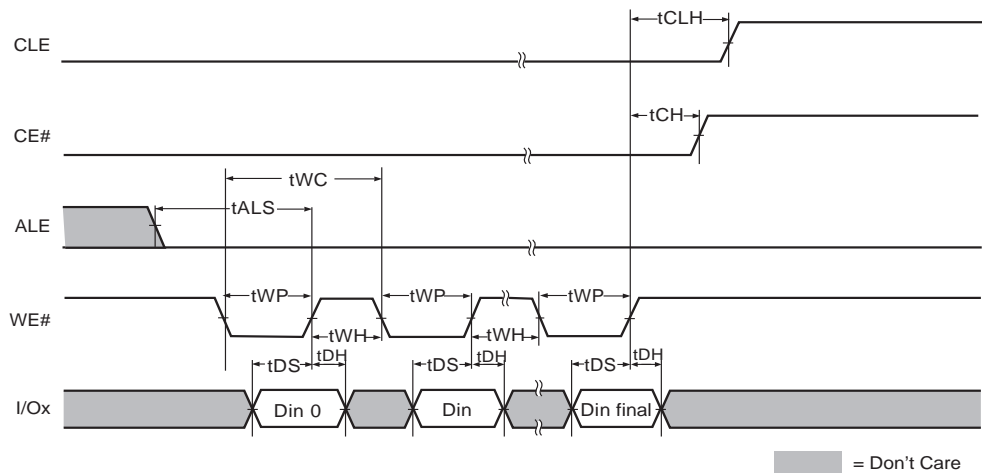 tCLH
CLE
tCH
CE#
tWC
tALS
ALE
tWP
tWP
tWP
WE#
tWH
tWH
tDS
tDH
tDS
tDH
tDS
tDH
I/Ox
Din 0
Din
Din final
= Don't Care